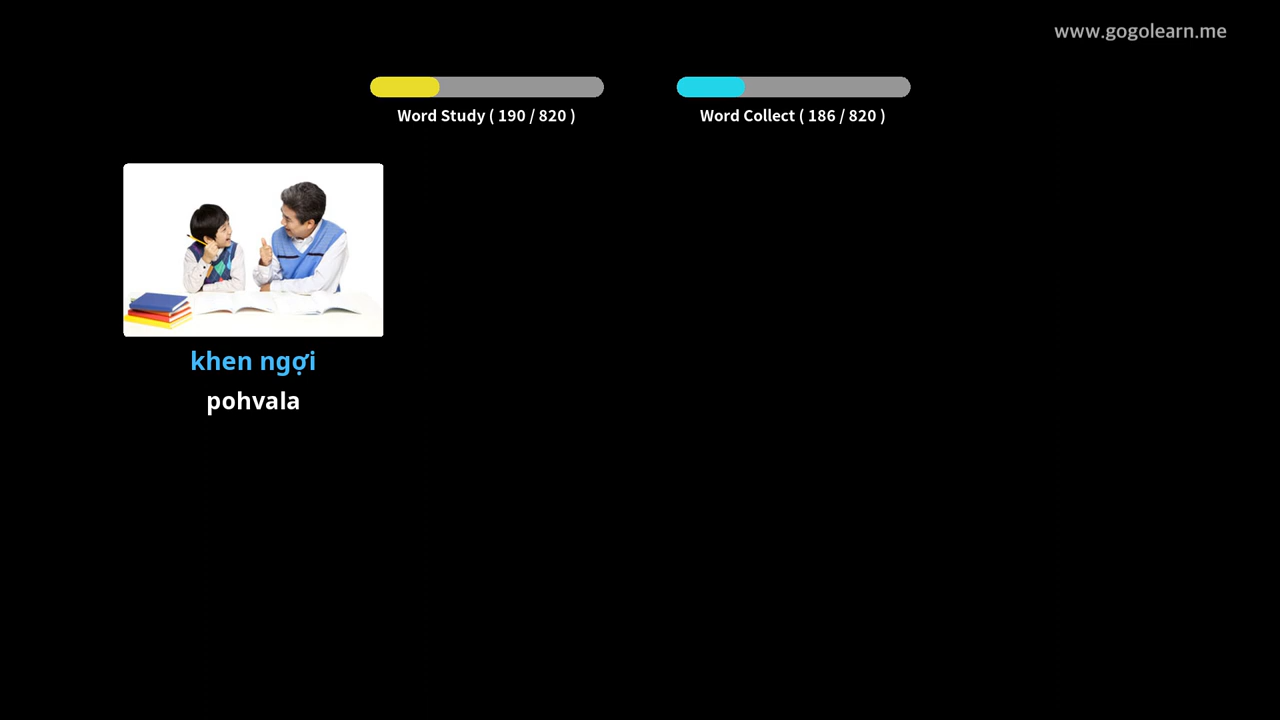 www.gogolearn.me
Word Study ( 190 / 820 )
Word Collect ( 186 / 820 )
khen ngợi
pohvala